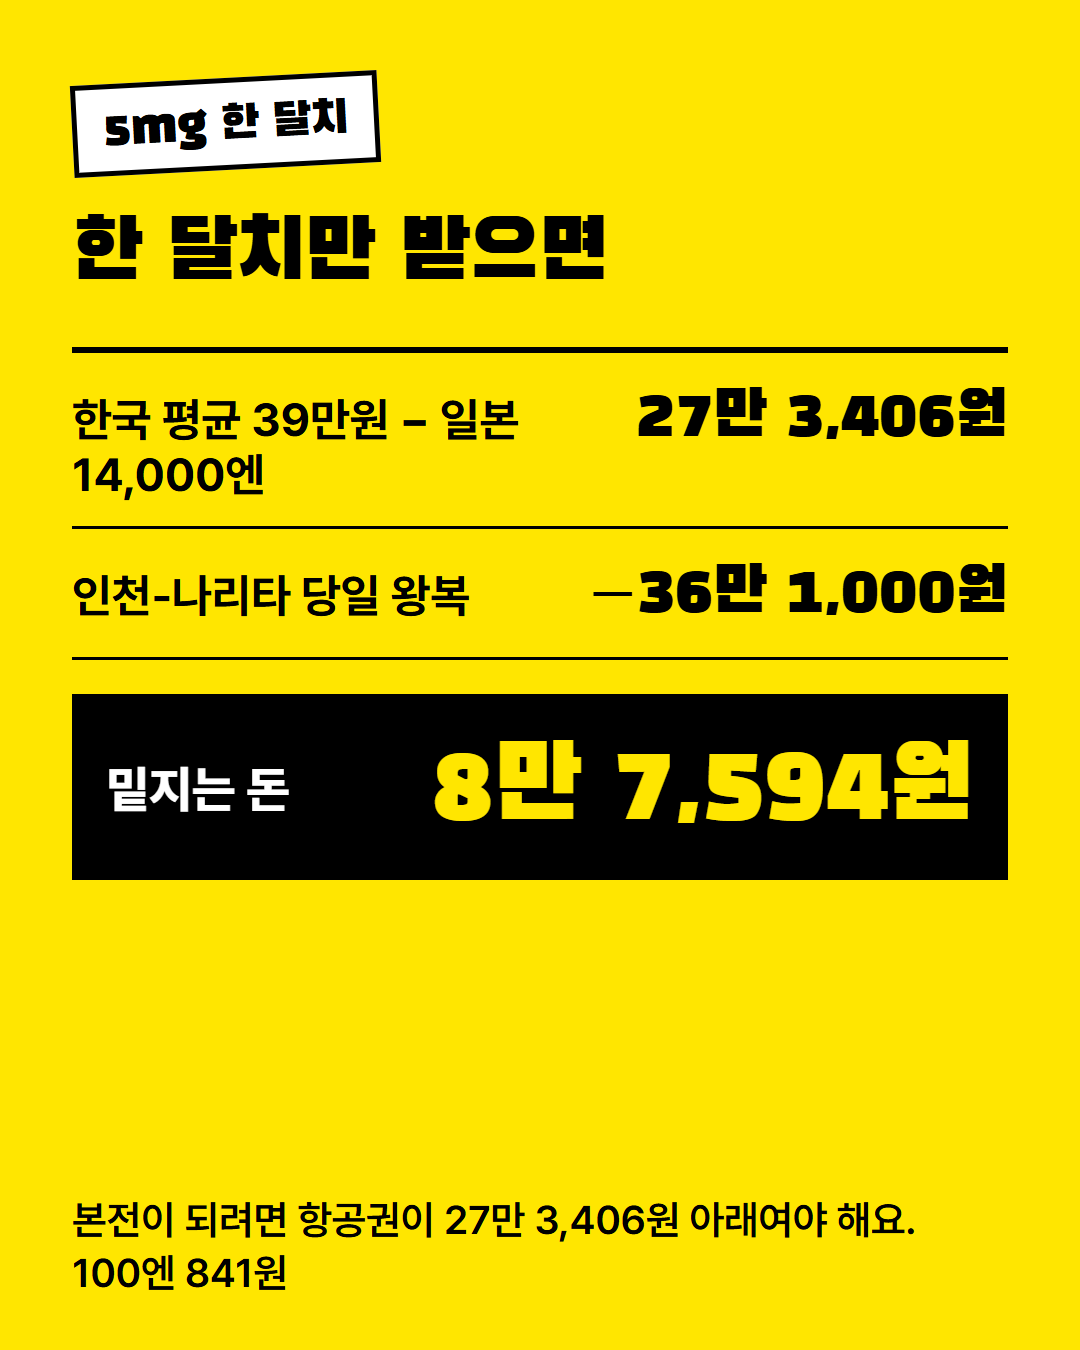 5mg 한 달치
한 달치만 받으면
한국 평균 39만원 − 일본 27만 3,406원
14,000엔
인천-나리타 당일 왕복 −36만 1,000원
밑지는 돈 8만 7,594원
본전이 되려면 항공권이 27만 3,406원 아래여야 해요.
100엔 841원